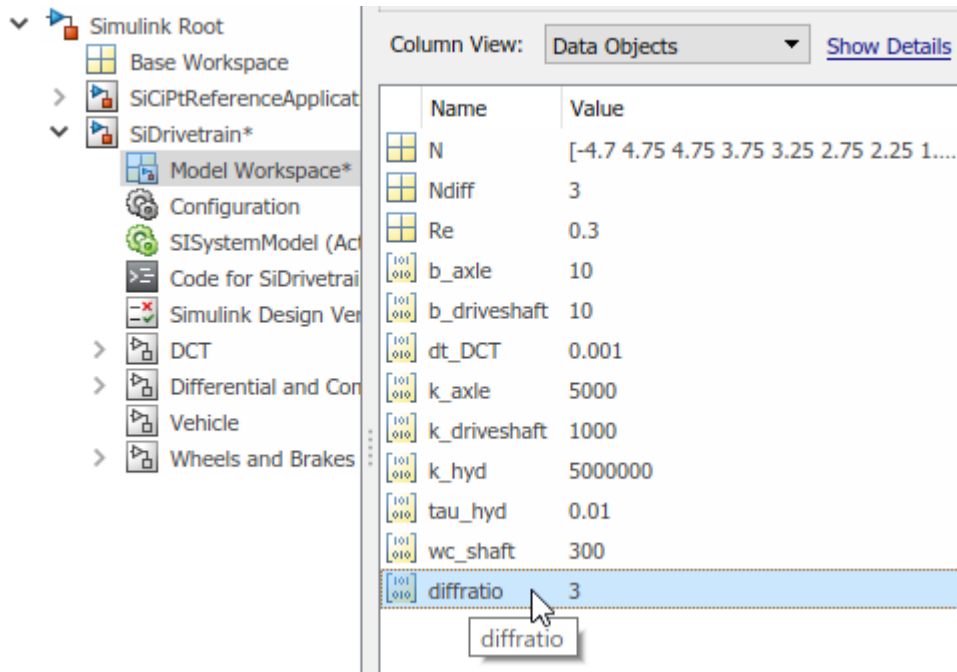 Simulink Root
Base Workspace
SiCiPtReferenceApplicat
SiDrivetrain*
Model Workspace*
Configuration
SISystemModel (Act
Code for SiDrivetrai
Simulink Design Ver
DCT
Differential and Con
Vehicle
Wheels and Brakes
Column View: Data Objects Show Details
Name Value
N [-4.7 4.75 4.75 3.75 3.25 2.75 2.25 1....
Ndiff 3
Re 0.3
b_axle 10
b_driveshaft 10
dt_DCT 0.001
k_axle 5000
k_driveshaft 1000
k_hyd 5000000
tau_hyd 0.01
wc_shaft 300
diffratio 3
diffratio